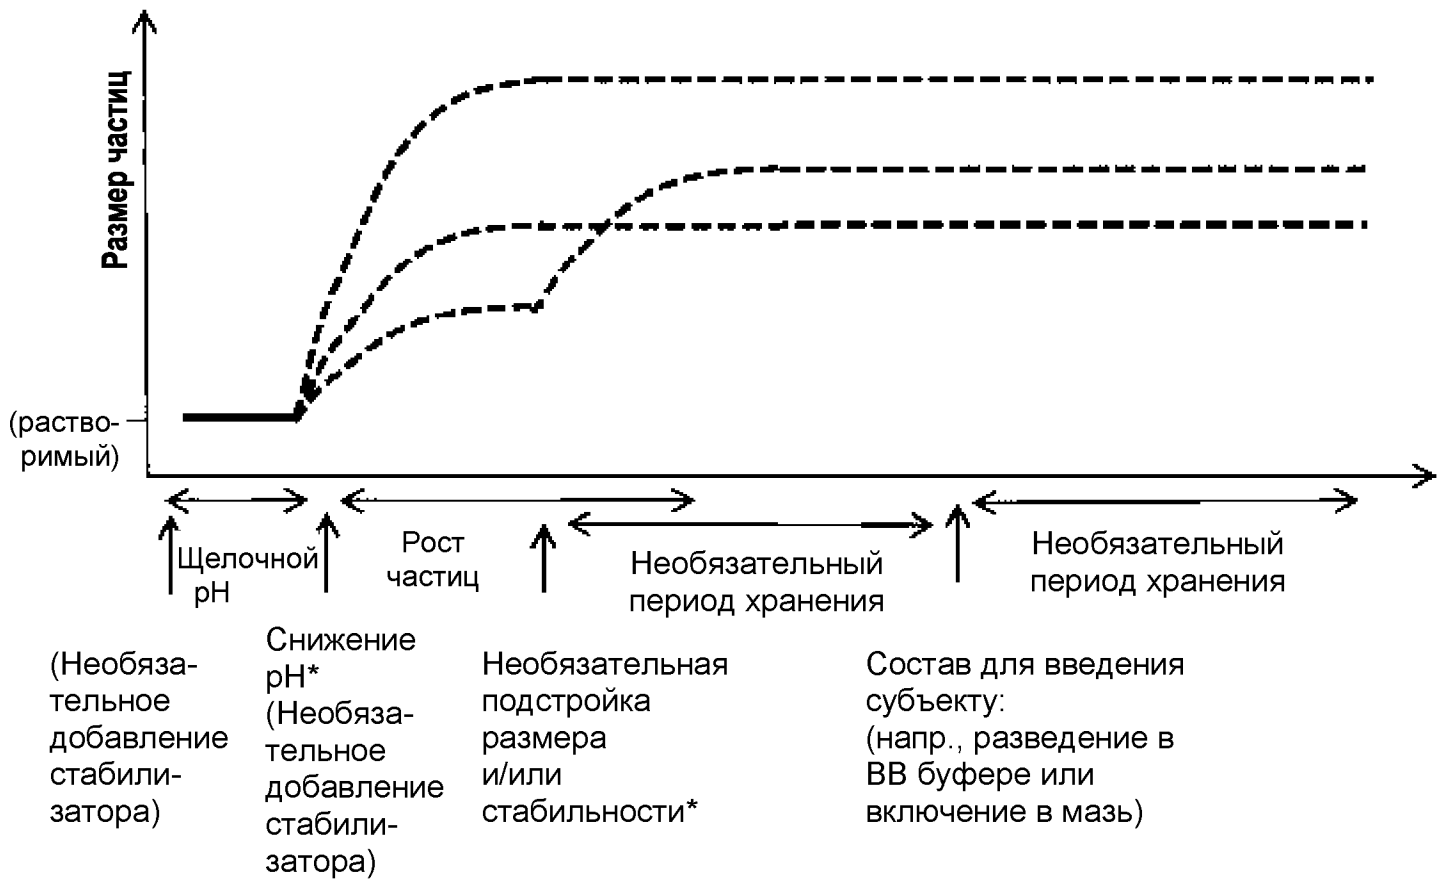 Размер частиц
(раство-
римый)
Щелочной
pH
Рост
частиц
Необязательный
период хранения
Необязательный
период хранения
(Необяза-
тельное
добавление
стабили-
затора)
Снижение
pH*
(Необяза-
тельное
добавление
стабили-
затора)
Необязательная
подстройка
размера
и/или
стабильности*
Состав для введения
субъекту:
(напр., разведение в
ВВ буфере или
включение в мазь)